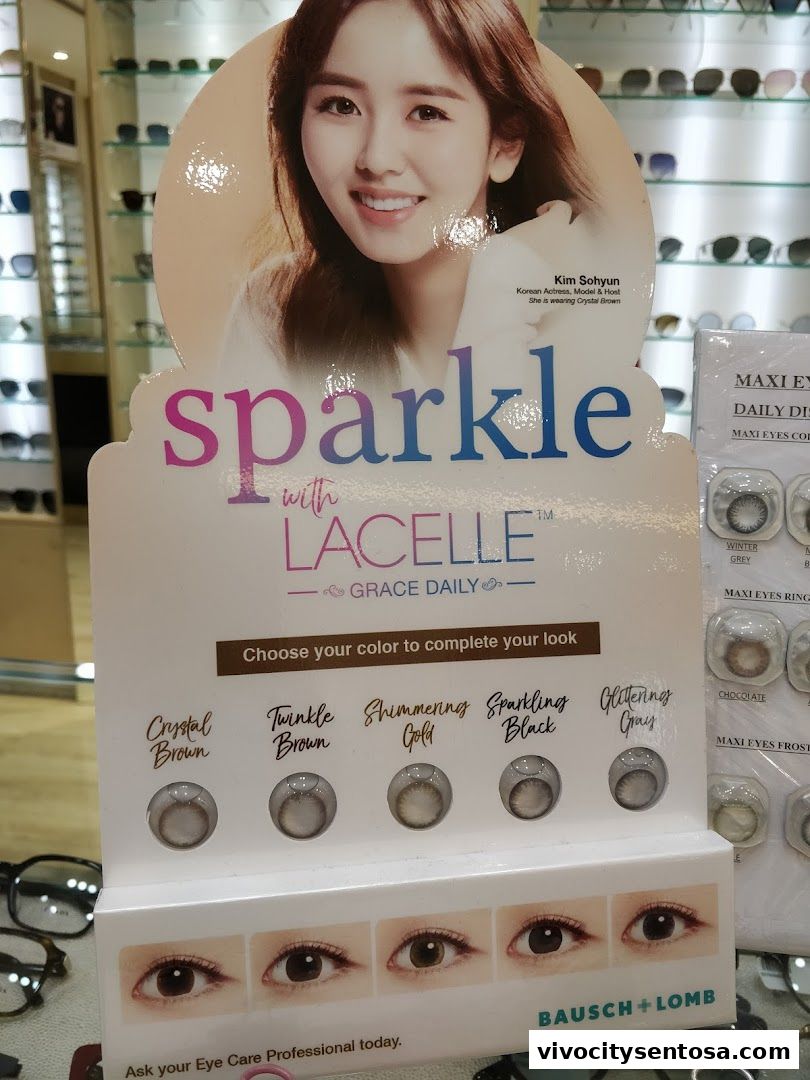 Kim Sohyun
Korean Actress, Model & Host
She is wearing Crystal Brown
sparkle
with
LACELLE™
GRACE DAILY
Choose your color to complete your look
Crystal Brown
Twinkle Brown
Shimmering Gold
Sparkling Black
Glittering Gray
BAUSCH + LOMB
Ask your Eye Care Professional today.
MAXI EY
DAILY DI
MAXI EYES CO
WINTER GREY
MAXI EYES RING
CHOCOLATE
MAXI EYES FROST
vivocitysentosa.com